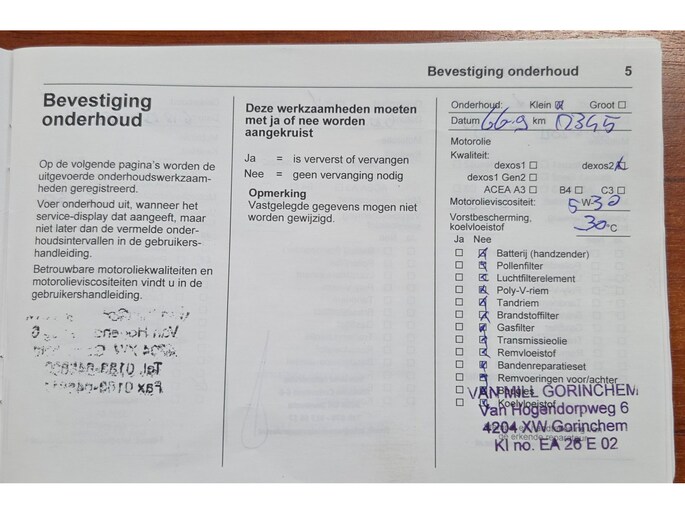 Bevestiging onderhoud 5
Bevestiging
onderhoud
Op de volgende pagina's worden de
uitgevoerde onderhoudswerkzaam-
heden geregistreerd.
Voer onderhoud uit, wanneer het
service-display dat aangeeft, maar
niet later dan de vermelde onder-
houdsintervallen in de gebruikers-
handleiding.
Betrouwbare motoroliekwaliteiten en
motorolieviscositeiten vindt u in de
gebruikershandleiding.
Deze werkzaamheden moeten
met ja of nee worden
aangekruist
Ja = is ververst of vervangen
Nee = geen vervanging nodig
Opmerking
Vastgelegde gegevens mogen niet
worden gewijzigd.
Onderhoud: Klein Groot
Datum km
Motorolie
Kwaliteit:
dexos1 dexos2
dexos1 Gen2
ACEA A3 B4 C3
Motorolieviscositeit: 5 W 30
Vorstbescherming,
koelvloeistof 30 °C
Ja Nee
Batterij (handzender)
Pollenfilter
Luchtfilterelement
Poly-V-riem
Tandriem
Brandstoffilter
Gasfilter
Transmissieolie
Remvloeistof
Bandenreparatieset
Remvoeringen voor/achter
Koelvloeistof
VAN MILL GORINCHEM
Van Hogendorpweg 6
4204 XW Gorinchem
KI no. EA 26 E 02